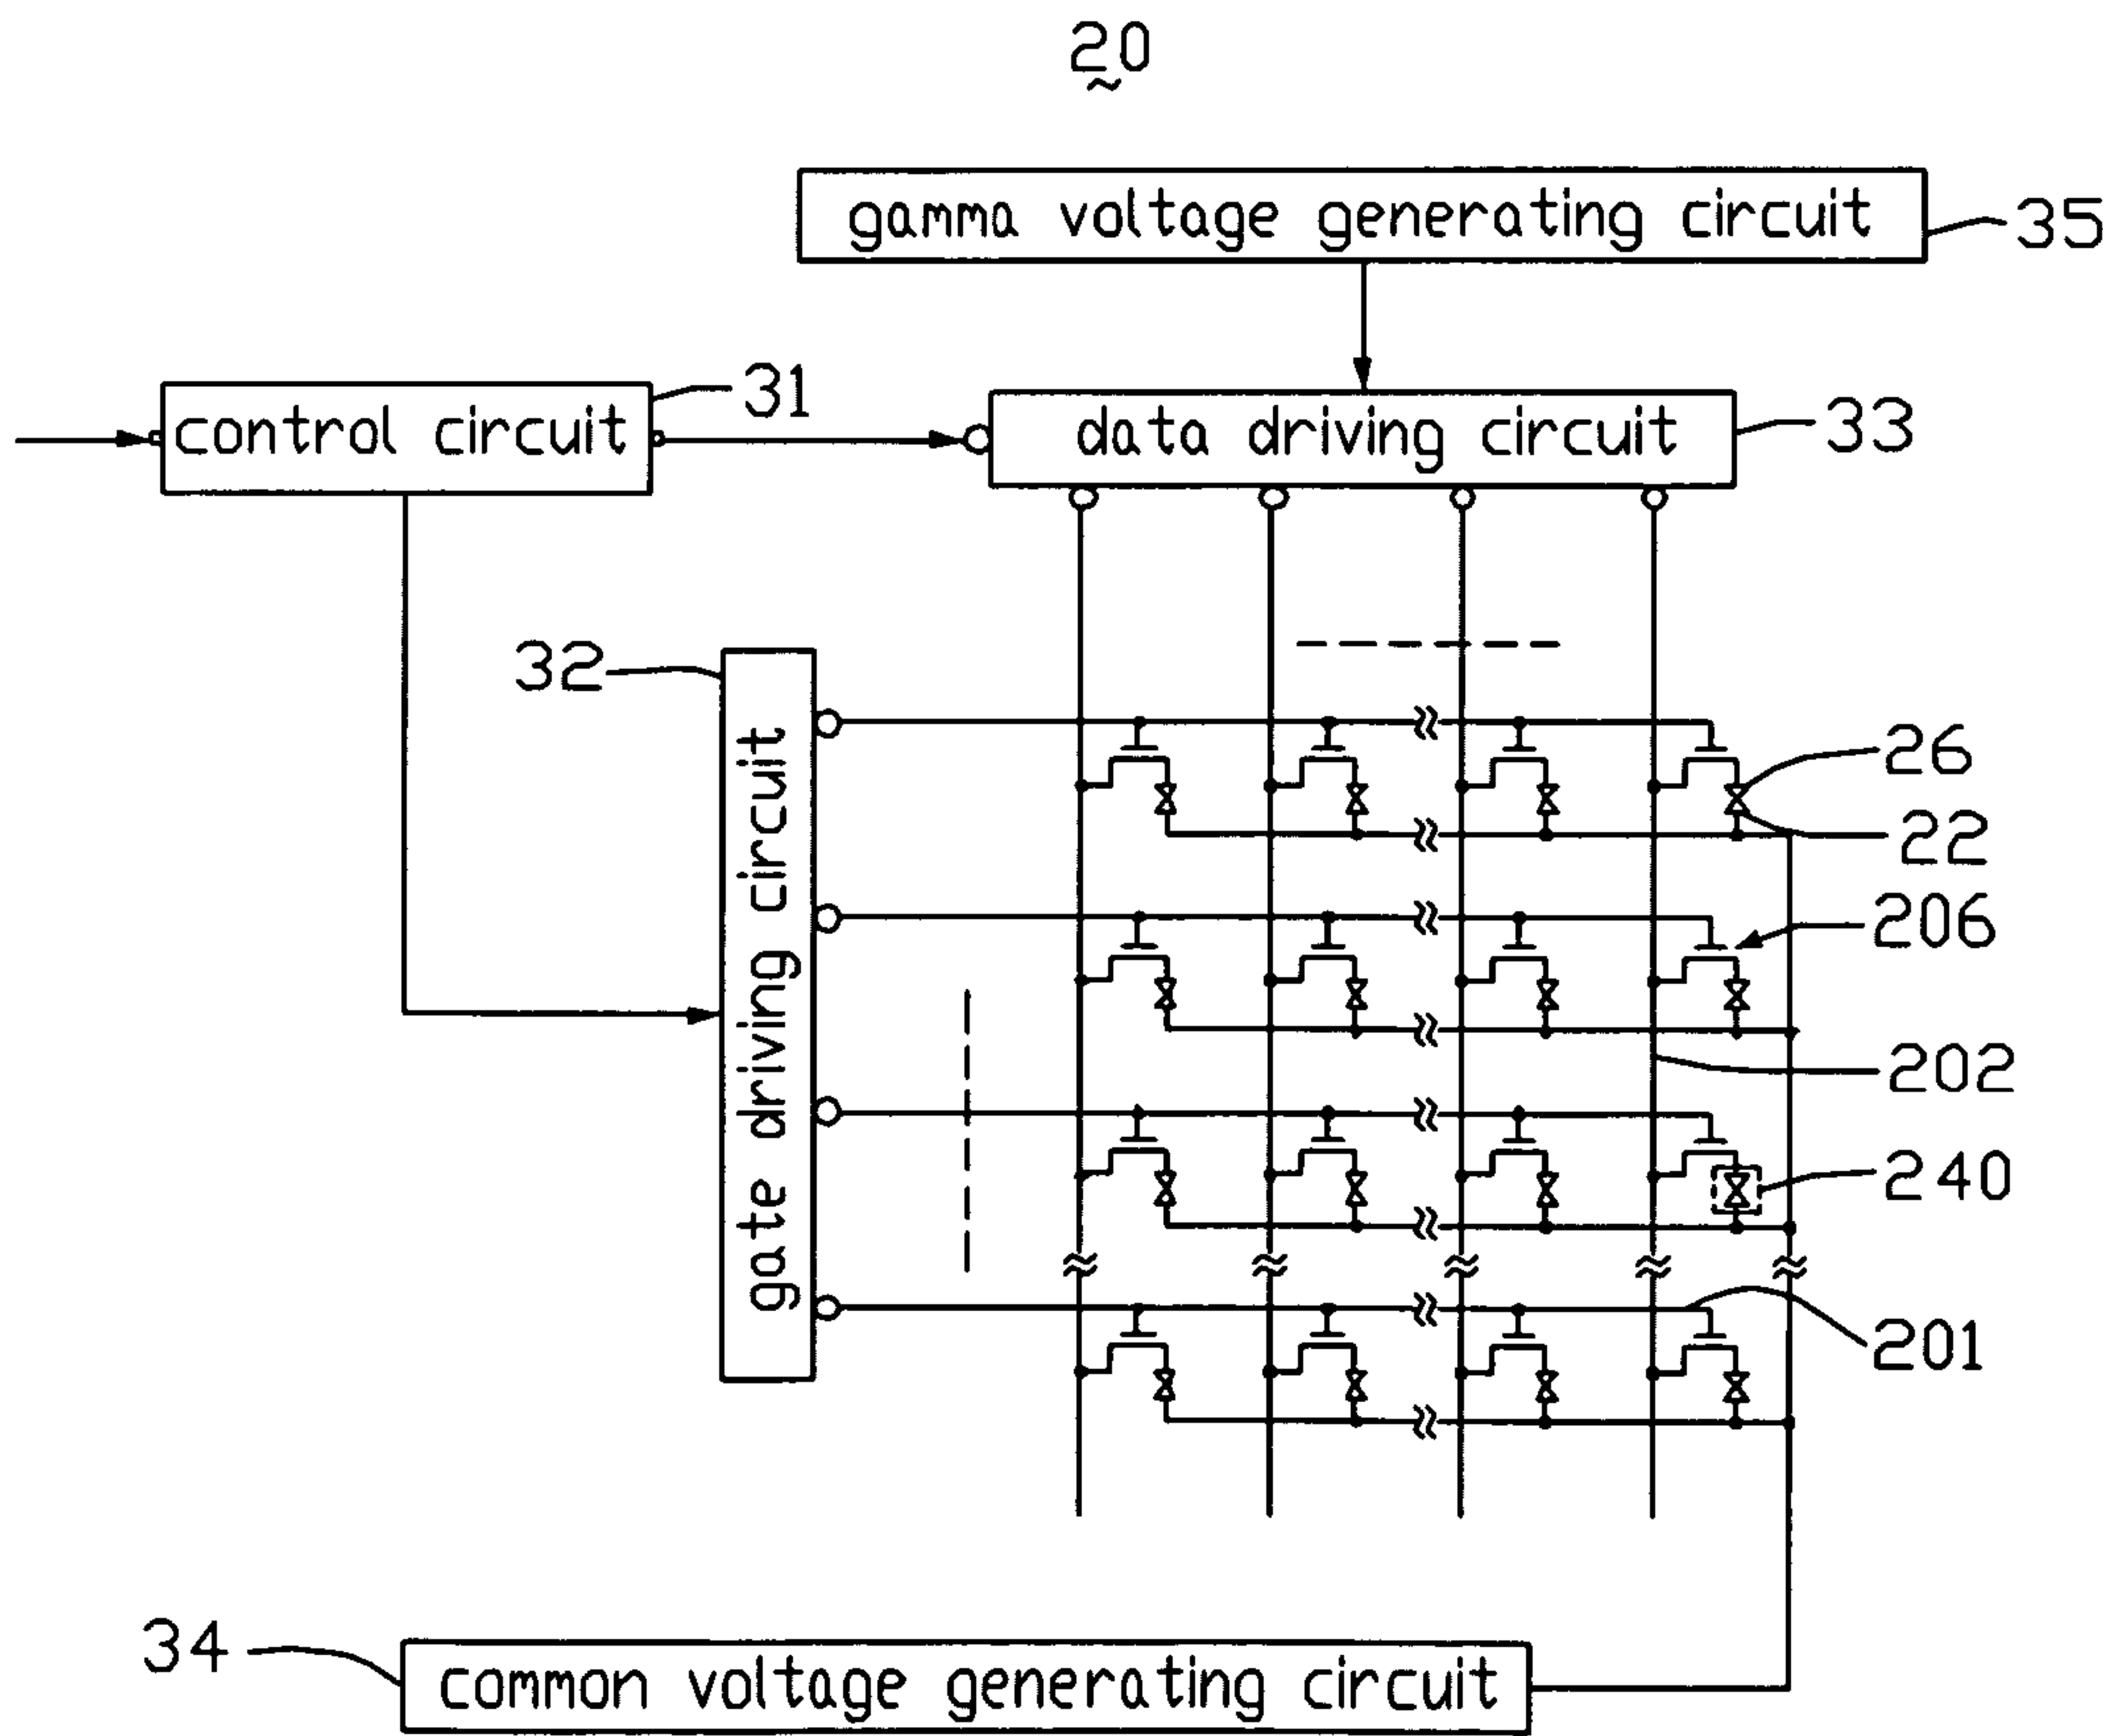 20
gamma voltage generating circuit
35
control circuit
31
data driving circuit
33
32
gate driving circuit
26
22
206
202
240
201
34
common voltage generating circuit